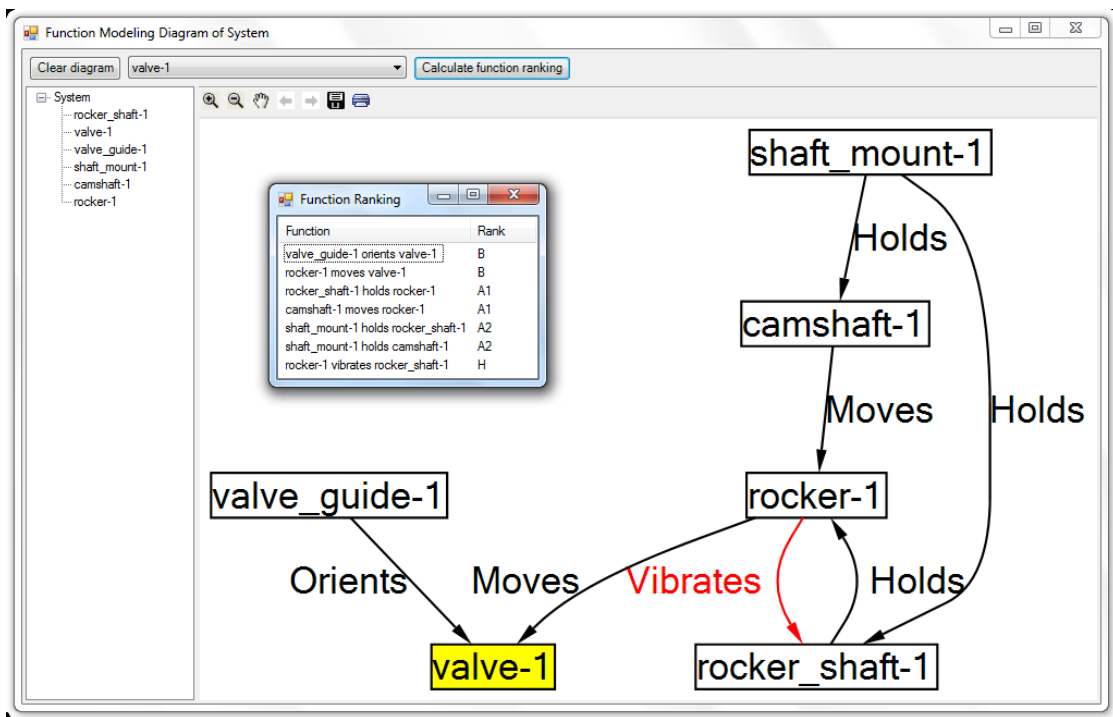 Function Modeling Diagram of System
Clear diagram
valve-1
Calculate function ranking
System
rocker_shaft-1
valve-1
valve_guide-1
shaft_mount-1
camshaft-1
rocker-1
Function Ranking
Function Rank
valve_guide-1 orients valve-1 B
rocker-1 moves valve-1 B
rocker_shaft-1 holds rocker-1 A1
camshaft-1 moves rocker-1 A1
shaft_mount-1 holds rocker_shaft-1 A2
shaft_mount-1 holds camshaft-1 A2
rocker-1 vibrates rocker_shaft-1 H
shaft_mount-1
Holds
camshaft-1
Moves
Holds
valve_guide-1
rocker-1
Orients
Moves
Vibrates
Holds
valve-1
rocker_shaft-1